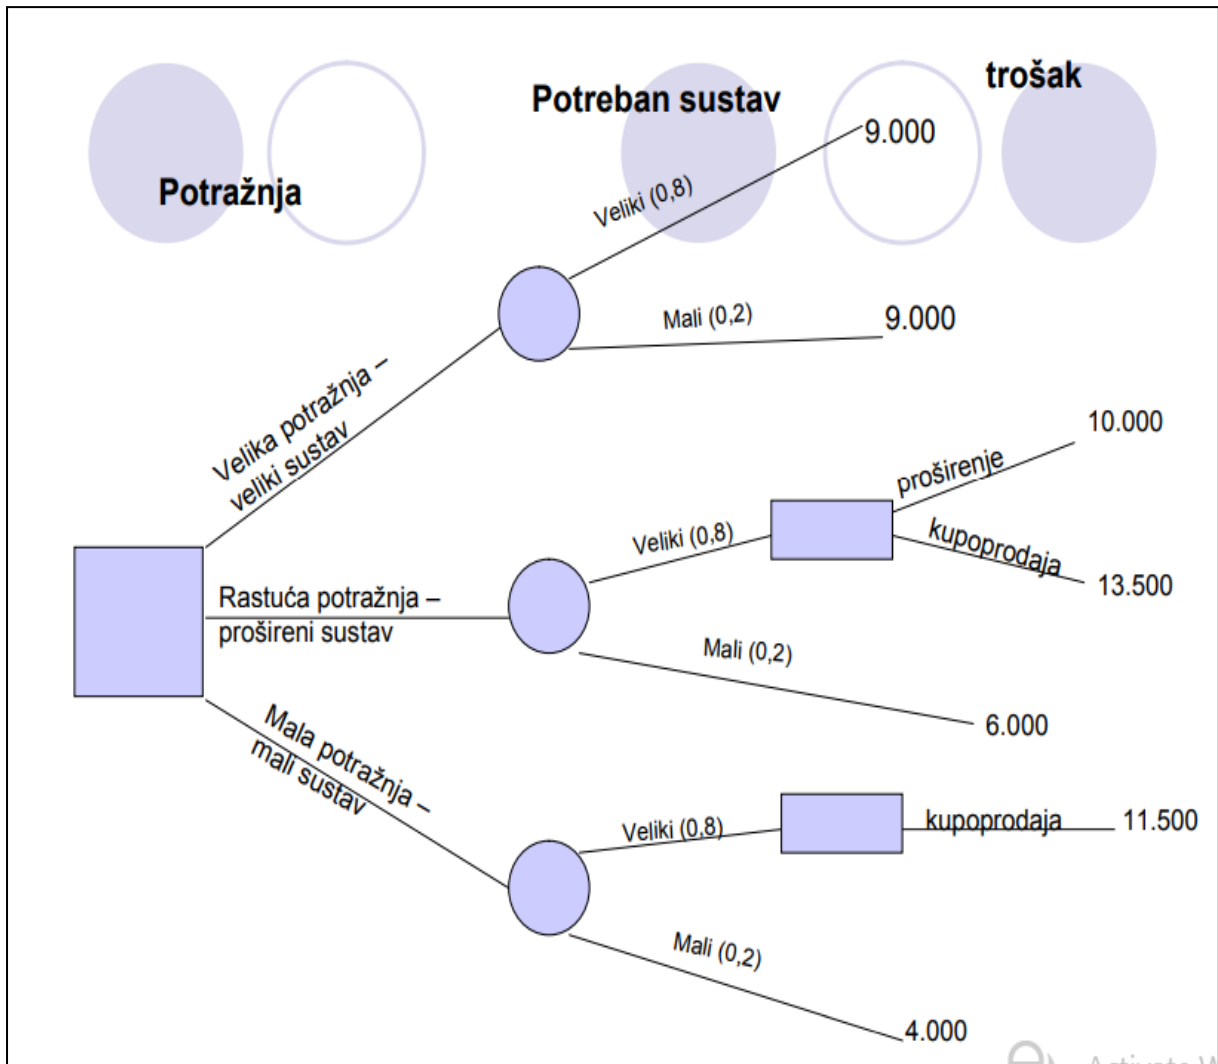 trošak
Potreban sustav
9.000
Potražnja
Veliki (0,8)
Mali (0,2)
9.000
Velika potražnja –
veliki sustav
10.000
proširenje
Veliki (0,8)
kupoprodaja
13.500
Rastuća potražnja –
prošireni sustav
Mali (0,2)
6.000
Mala potražnja –
mali sustav
Veliki (0,8)
kupoprodaja
11.500
Mali (0,2)
4.000